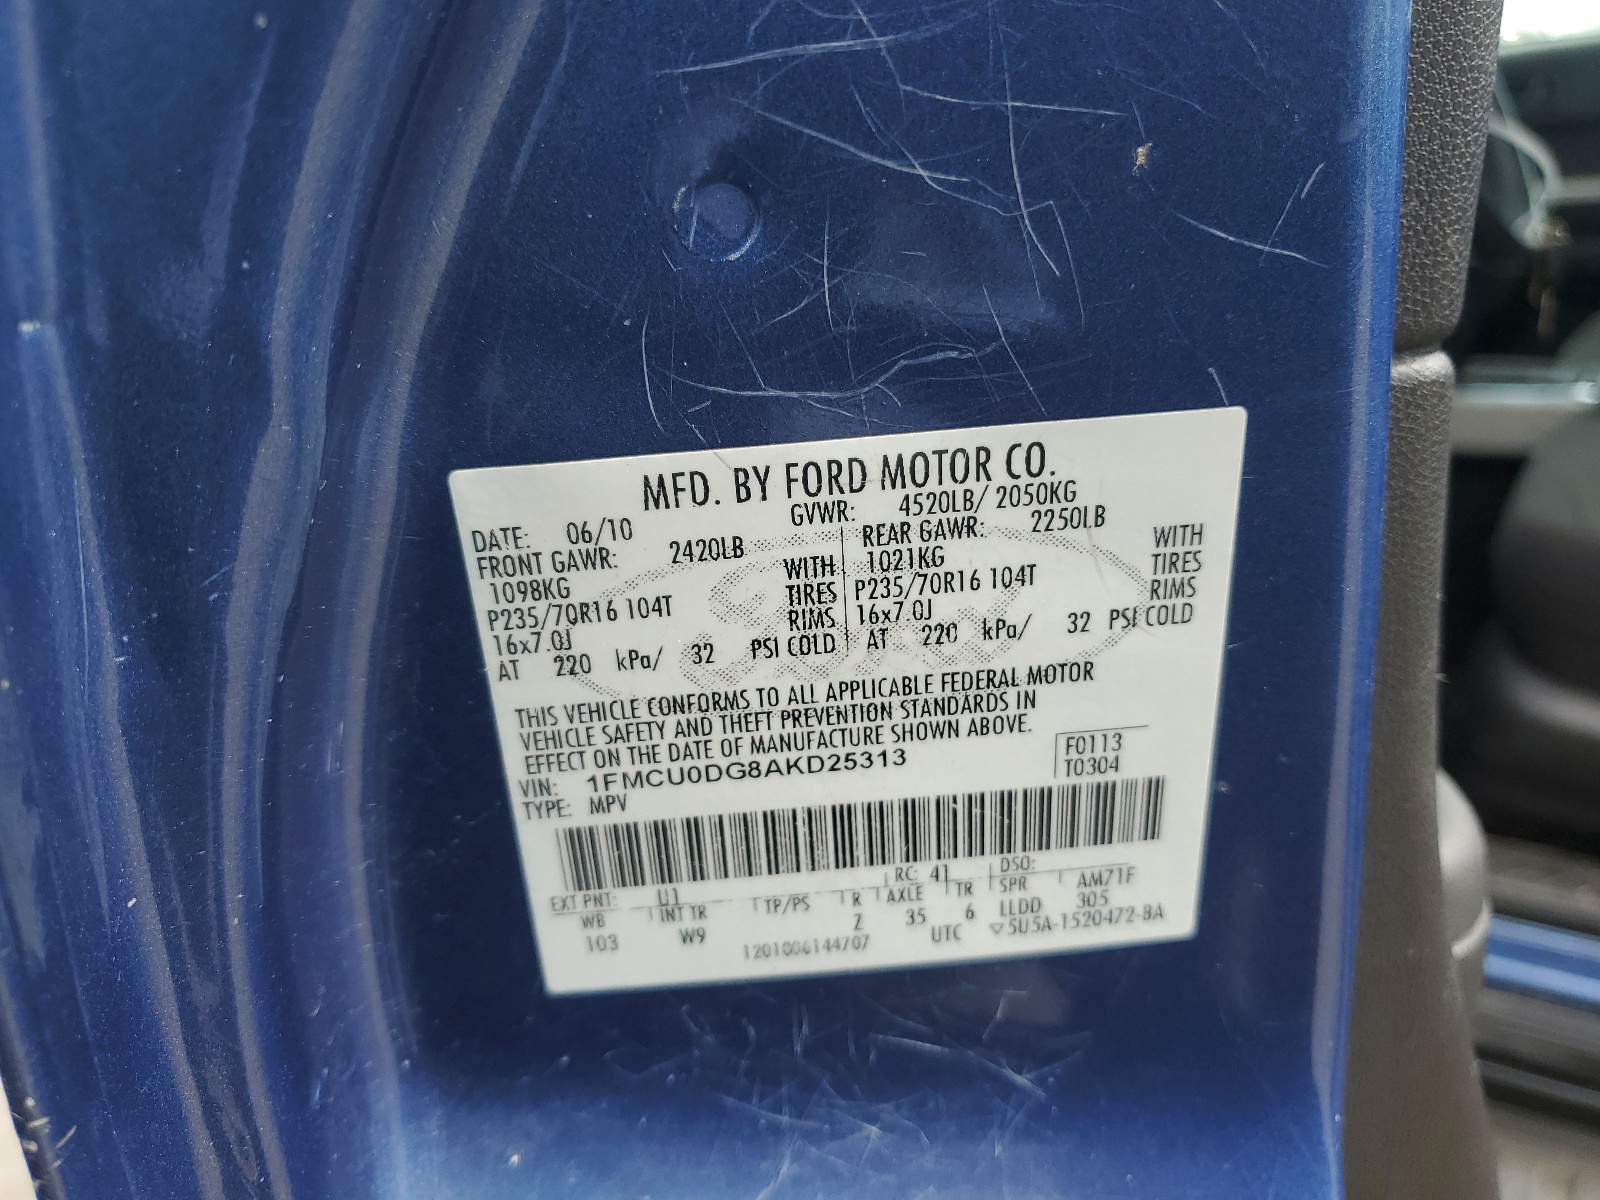 MFD. BY FORD MOTOR CO.
DATE: 06/10 GVWR: 4520LB/ 2050KG
FRONT GAWR: 2420LB REAR GAWR: 2250LB
1098KG WITH 1021KG WITH
P235/70R16 104T TIRES P235/70R16 104T TIRES
16x7.0J RIMS 16x7.0J RIMS
AT 220 kPa/ 32 PSI COLD AT 220 kPa/ 32 PSI COLD
THIS VEHICLE CONFORMS TO ALL APPLICABLE FEDERAL MOTOR
VEHICLE SAFETY AND THEFT PREVENTION STANDARDS IN
EFFECT ON THE DATE OF MANUFACTURE SHOWN ABOVE.
VIN: 1FMCU0DG8AKD25313 F0113
TYPE: MPV T0304
EXT PNT: U1 RC: 41 DSO:
WB INT TR TP/PS R AXLE TR SPR AM71F
103 W9 Z 35 6 LLDD 305
1201006144707 UTC ▽5U5A-1520472-BA